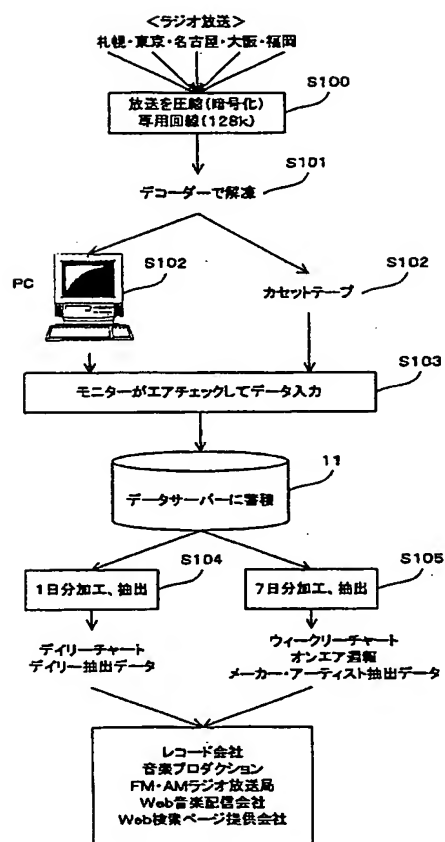 <ラジオ放送>
札幌・東京・名古屋・大阪・福岡
S100
放送を圧縮(暗号化)
専用回線(128k)
S101
デコーダーで解凍
PC
S102
カセットテープ
S102
S103
モニターがエアチェックしてデータ入力
11
データサーバーに蓄積
S104
1日分加工、抽出
S105
7日分加工、抽出
デイリーチャート
デイリー抽出データ
ウィークリーチャート
オンエア週報
メーカー・アーティスト抽出データ
レコード会社
音楽プロダクション
FM・AMラジオ放送局
Web音楽配信会社
Web検索ページ提供会社